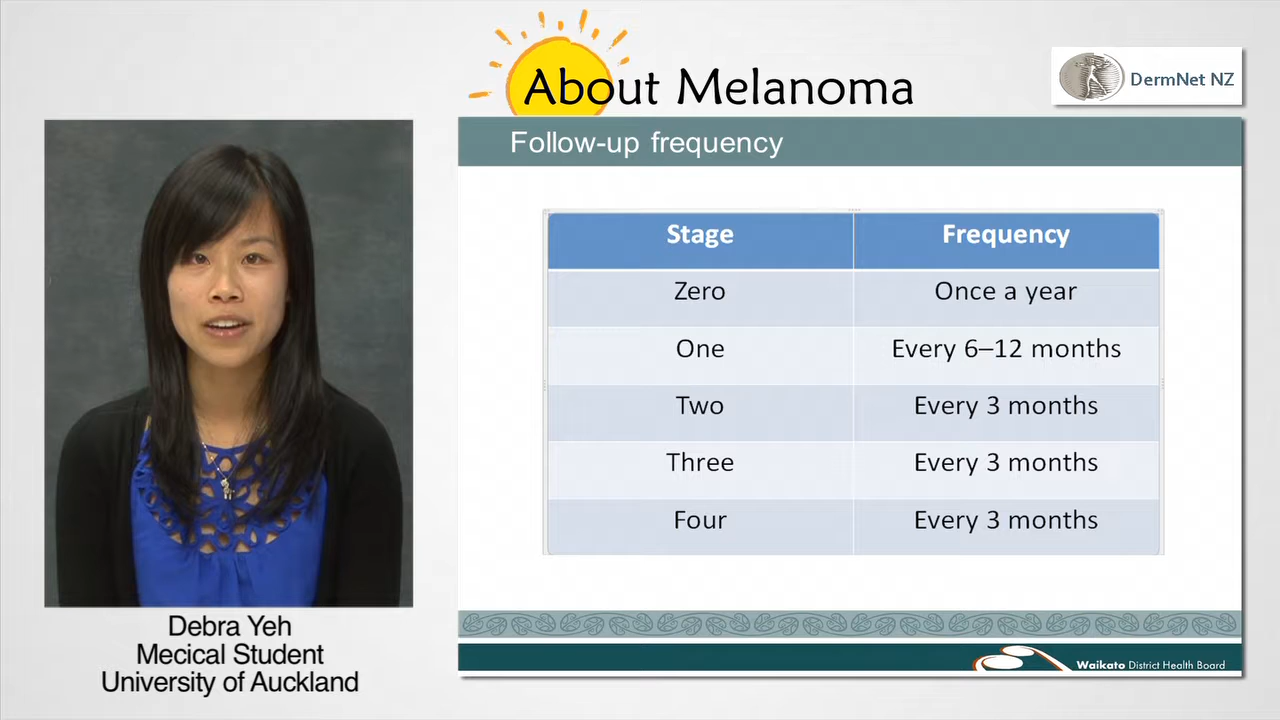 About Melanoma
DermNet NZ
Follow-up frequency
Stage Frequency
Zero Once a year
One Every 6–12 months
Two Every 3 months
Three Every 3 months
Four Every 3 months
Debra Yeh
Mecical Student
University of Auckland
Waikato District Health Board